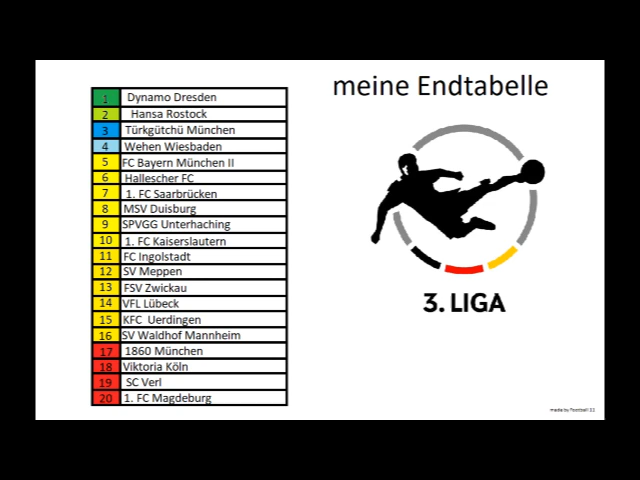 meine Endtabelle
1 Dynamo Dresden
2 Hansa Rostock
3 Türkgütchü München
4 Wehen Wiesbaden
5 FC Bayern München II
6 Hallescher FC
7 1. FC Saarbrücken
8 MSV Duisburg
9 SPVGG Unterhaching
10 1. FC Kaiserslautern
11 FC Ingolstadt
12 SV Meppen
13 FSV Zwickau
14 VFL Lübeck
15 KFC Uerdingen
16 SV Waldhof Mannheim
17 1860 München
18 Viktoria Köln
19 SC Verl
20 1. FC Magdeburg
3. LIGA
made by Football 11